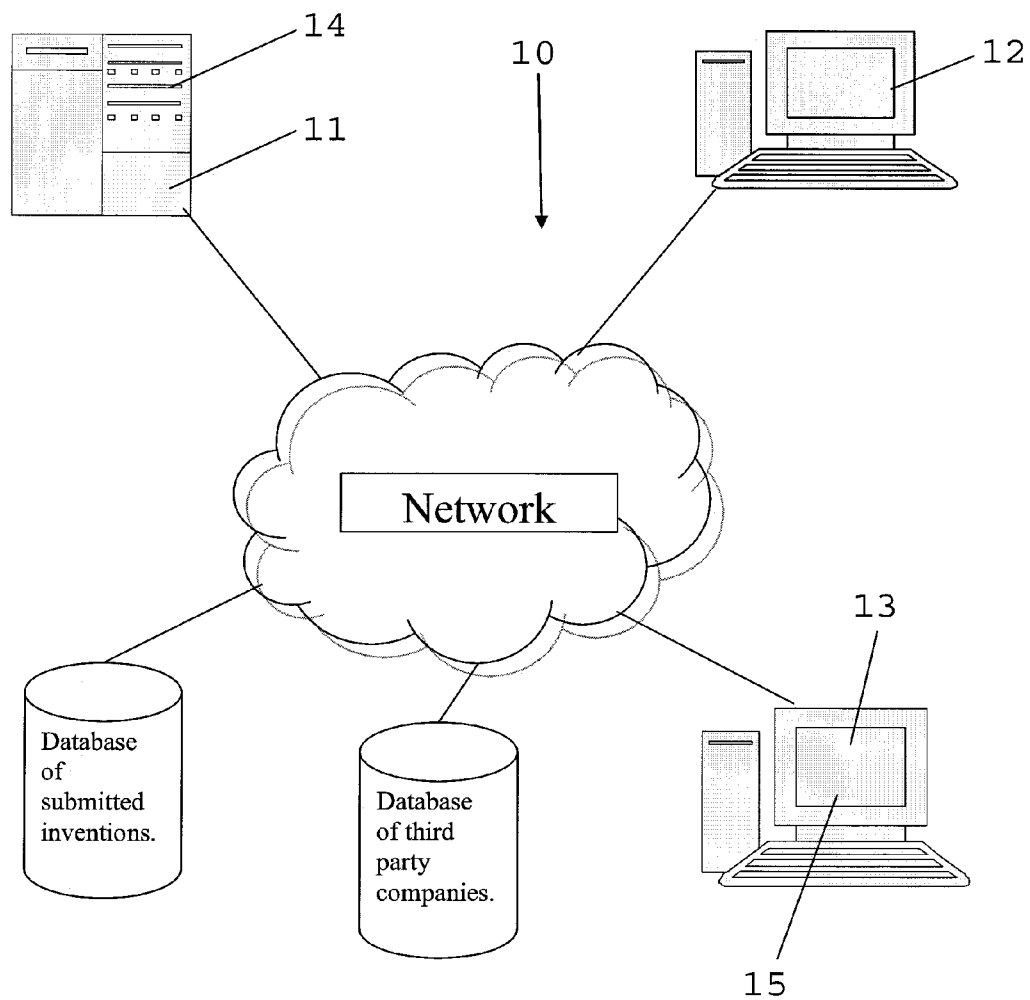 14
10
12
11
Network
13
Database
of
submitted
inventions.
Database
of third
party
companies.
15